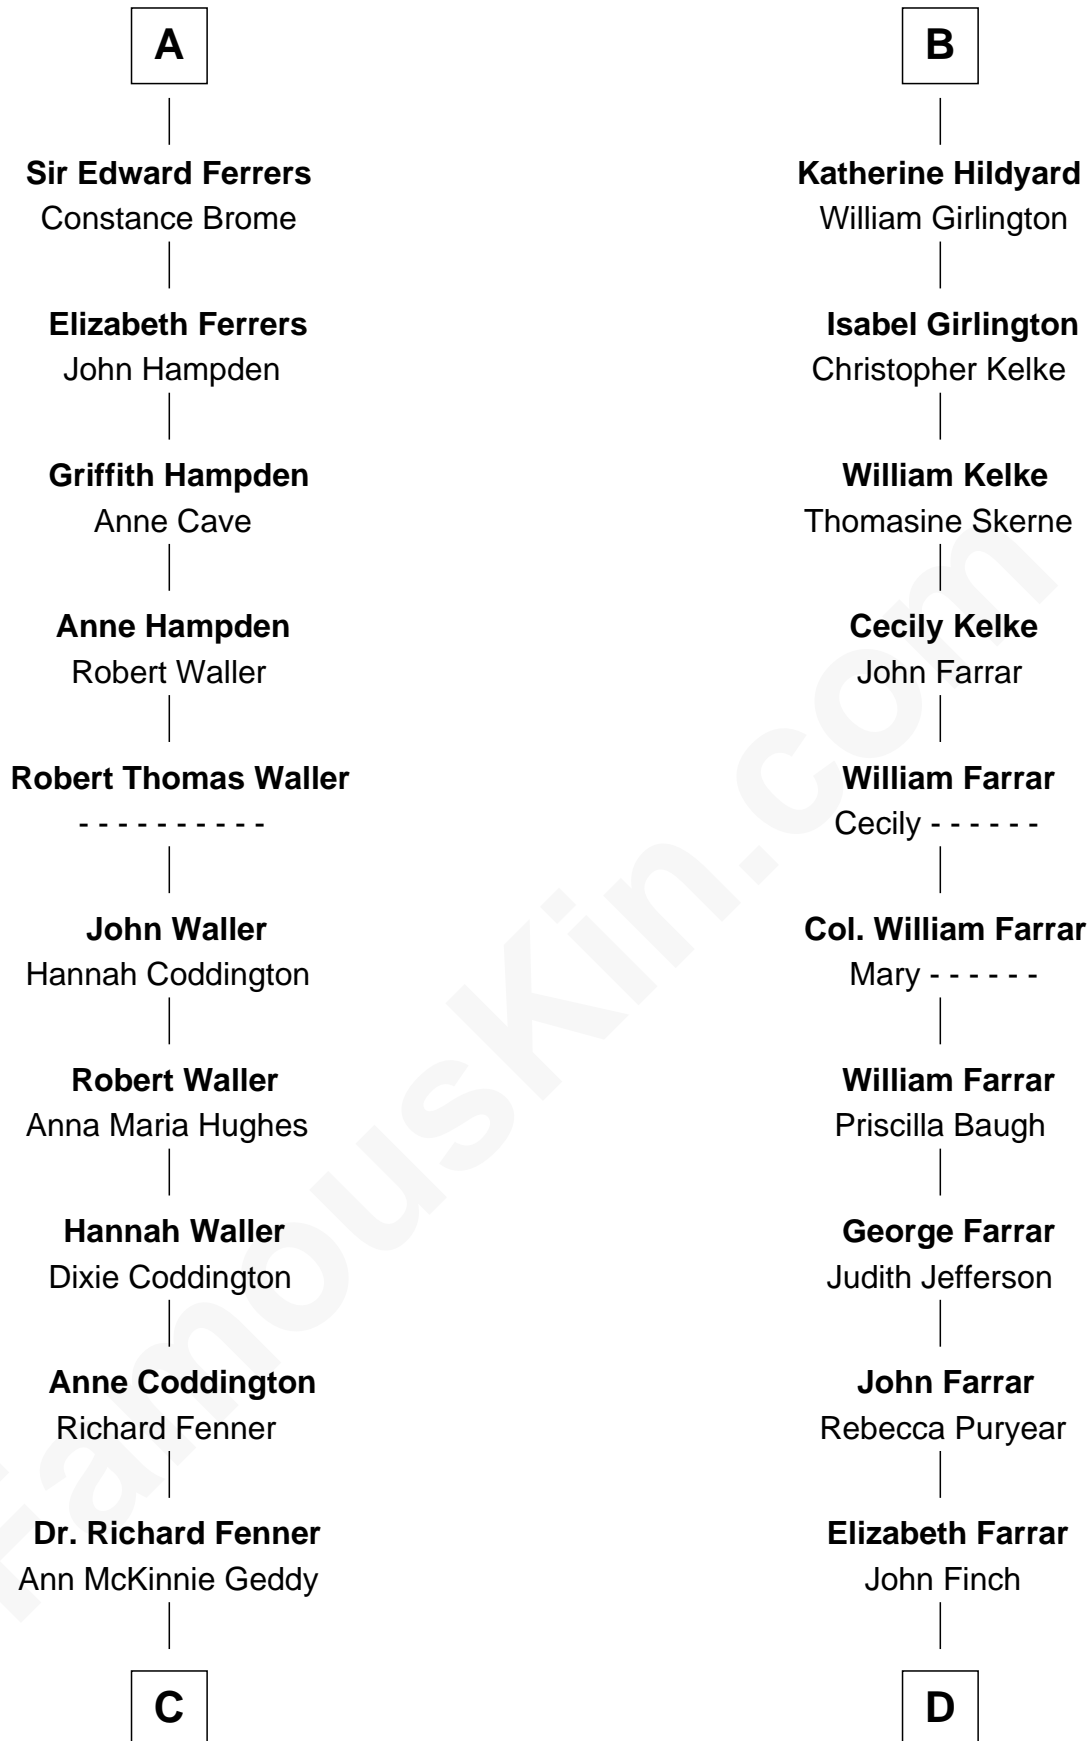 A
Sir Edward Ferrers
Constance Brome
Elizabeth Ferrers
John Hampden
Griffith Hampden
Anne Cave
Anne Hampden
Robert Waller
Robert Thomas Waller
- - - - - - - - - -
John Waller
Hannah Coddington
Robert Waller
Anna Maria Hughes
Hannah Waller
Dixie Coddington
Anne Coddington
Richard Fenner
Dr. Richard Fenner
Ann McKinnie Geddy
C
B
Katherine Hildyard
William Girlington
Isabel Girlington
Christopher Kelke
William Kelke
Thomasine Skerne
Cecily Kelke
John Farrar
William Farrar
Cecily - - - - - -
Col. William Farrar
Mary - - - - - -
William Farrar
Priscilla Baugh
George Farrar
Judith Jefferson
John Farrar
Rebecca Puryear
Elizabeth Farrar
John Finch
D
FamousKin.com